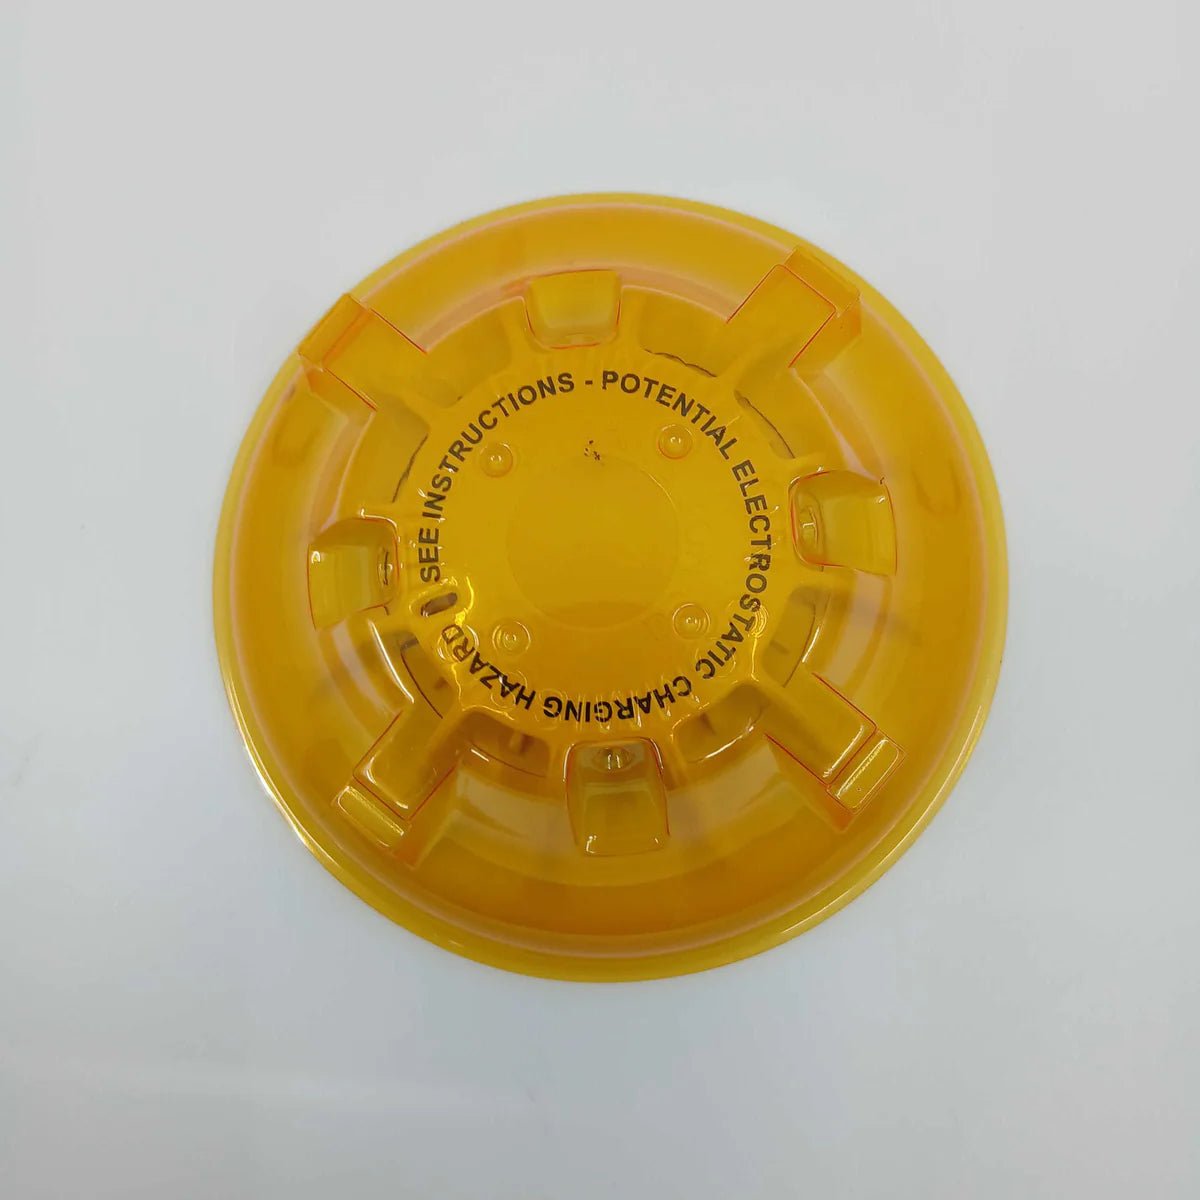 SEE INSTRUCTIONS - POTENTIAL ELECTROSTATIC CHARGING HAZARD